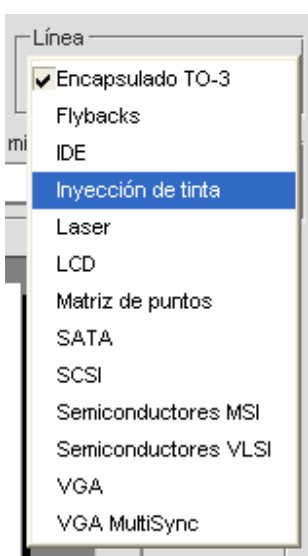 Línea
Encapsulado TO-3
Flybacks
mi
IDE
Inyección de tinta
Laser
LCD
Matriz de puntos
SATA
SCSI
Semiconductores MSI
Semiconductores VLSI
VGA
VGA MultiSync